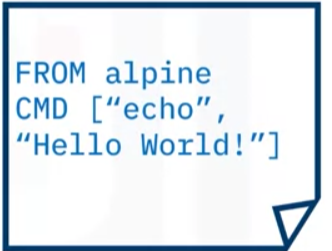 FROM alpine
CMD [“echo”,
“Hello World!”]